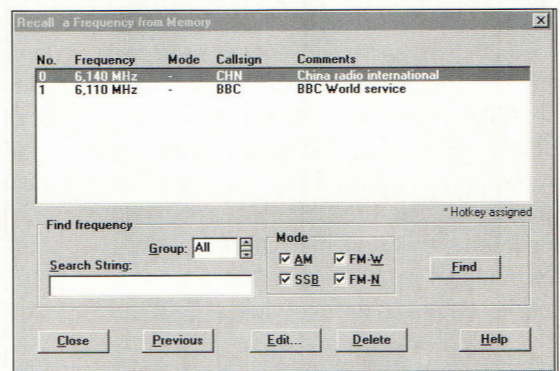 Recall a Frequency from Memory
No. Frequency Mode Callsign Comments
0 6,140 MHz - CHN China radio international
1 6,110 MHz - BBC BBC World service
* Hotkey assigned
Find frequency
Group: All
Search String:
Mode
AM FM-W
SSB FM-N
Find
Close Previous Edit... Delete Help